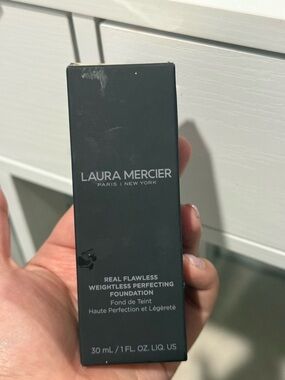 LAURA MERCIER
PARIS | NEW YORK
REAL FLAWLESS
WEIGHTLESS PERFECTING
FOUNDATION
Fond de Teint
Haute Perfection et Légèreté
30 mL / 1 FL. OZ. LIQ. US